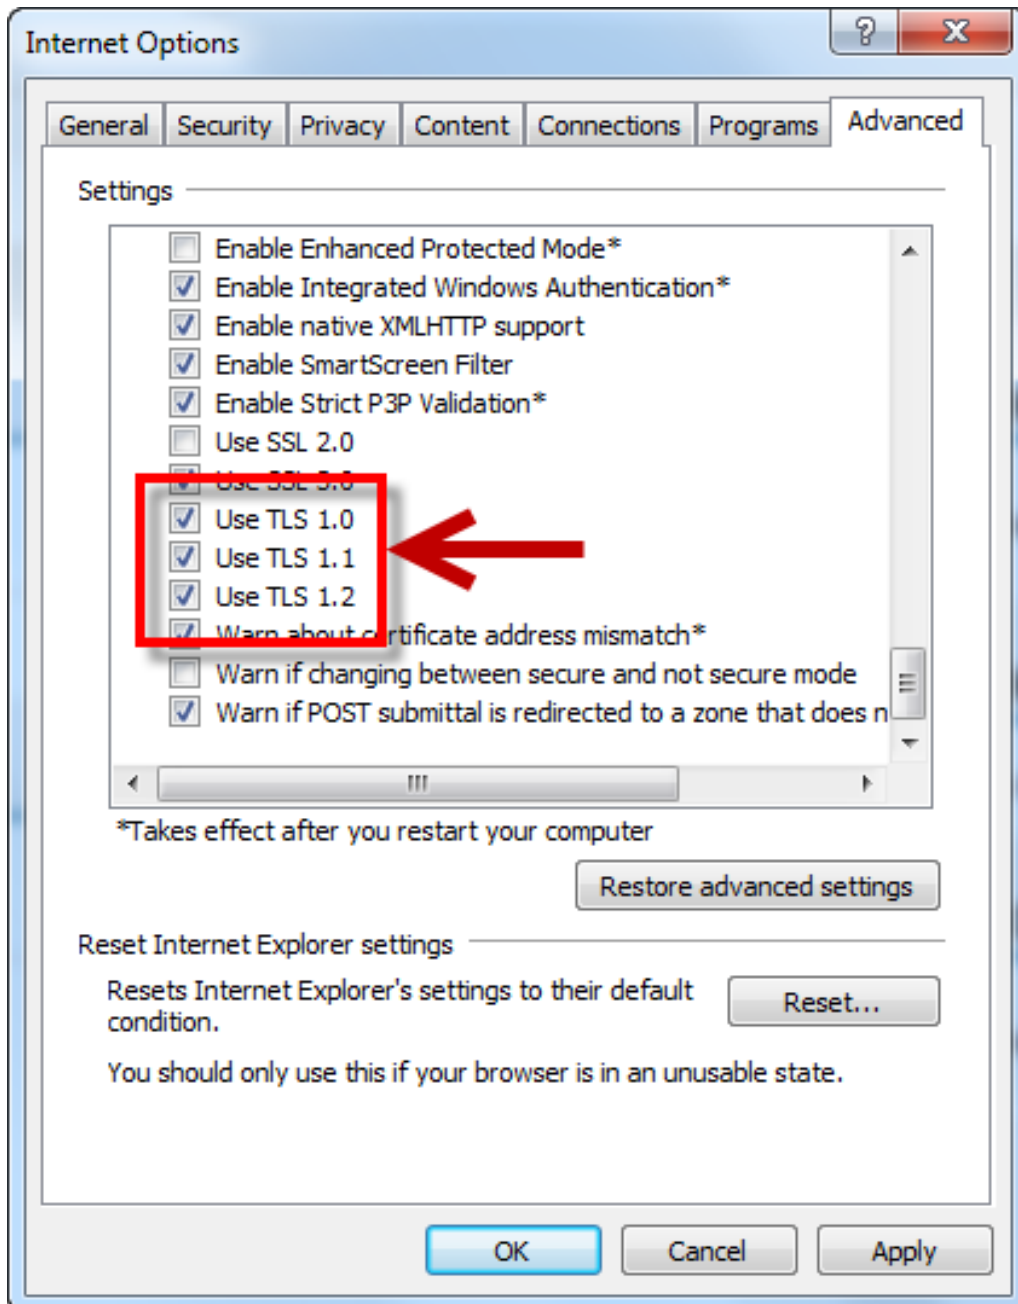 Internet Options
General Security Privacy Content Connections Programs Advanced
Settings
Enable Enhanced Protected Mode*
Enable Integrated Windows Authentication*
Enable native XMLHTTP support
Enable SmartScreen Filter
Enable Strict P3P Validation*
Use SSL 2.0
Use SSL 3.0
Use TLS 1.0
Use TLS 1.1
Use TLS 1.2
Warn about certificate address mismatch*
Warn if changing between secure and not secure mode
Warn if POST submittal is redirected to a zone that does n
*Takes effect after you restart your computer
Restore advanced settings
Reset Internet Explorer settings
Resets Internet Explorer's settings to their default
condition.
Reset...
You should only use this if your browser is in an unusable state.
OK Cancel Apply